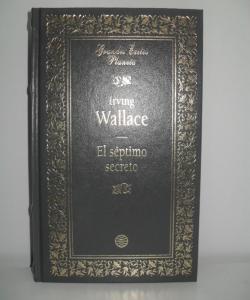 Grandes Éxitos
Planeta
Irving
Wallace
El séptimo
secreto